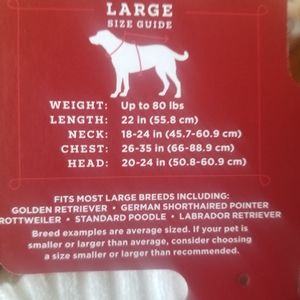 LARGE
SIZE GUIDE
WEIGHT: Up to 80 lbs
LENGTH: 22 in (55.8 cm)
NECK: 18-24 in (45.7-60.9 cm)
CHEST: 26-35 in (66-88.9 cm)
HEAD: 20-24 in (50.8-60.9 cm)
FITS MOST LARGE BREEDS INCLUDING:
GOLDEN RETRIEVER • GERMAN SHORTHAIRED POINTER
ROTTWEILER • STANDARD POODLE • LABRADOR RETRIEVER
Breed examples are average sized. If your pet is
smaller or larger than average, consider choosing
a size smaller or larger than recommended.